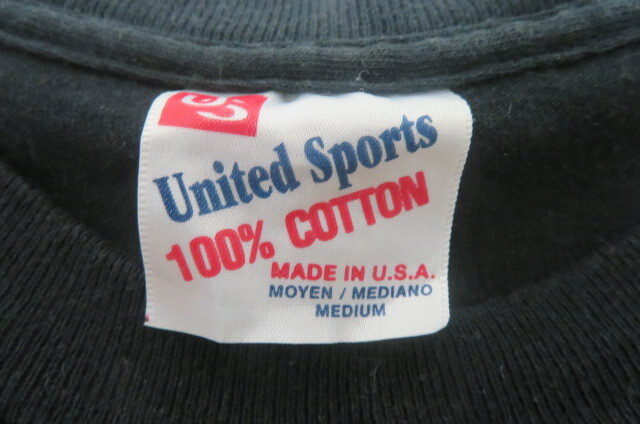 United Sports
100% COTTON
MADE IN U.S.A.
MOYEN / MEDIANO
MEDIUM